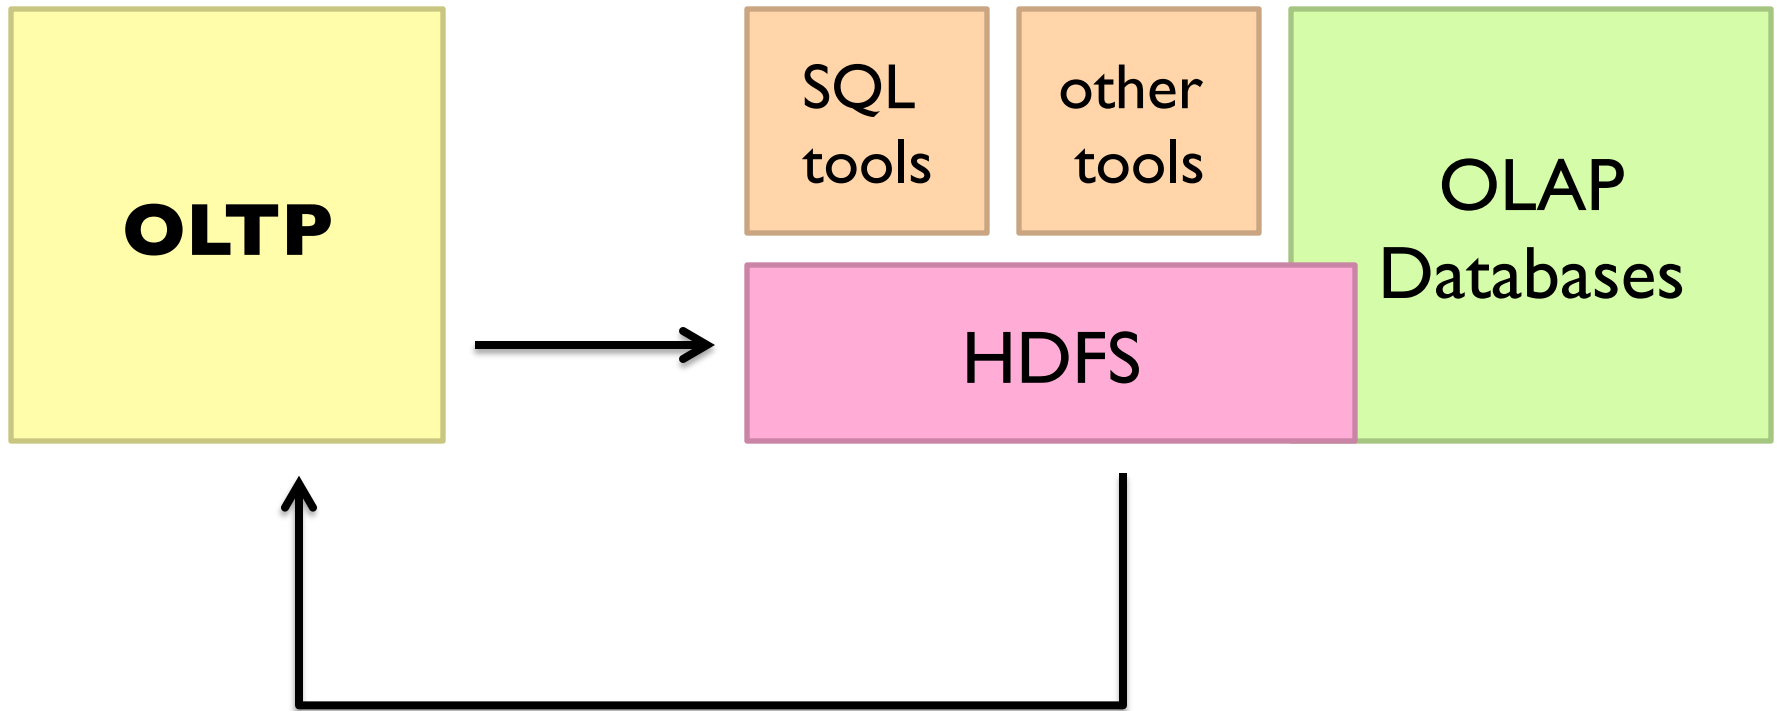 OLTP
SQL
tools
other
tools
OLAP
Databases
HDFS